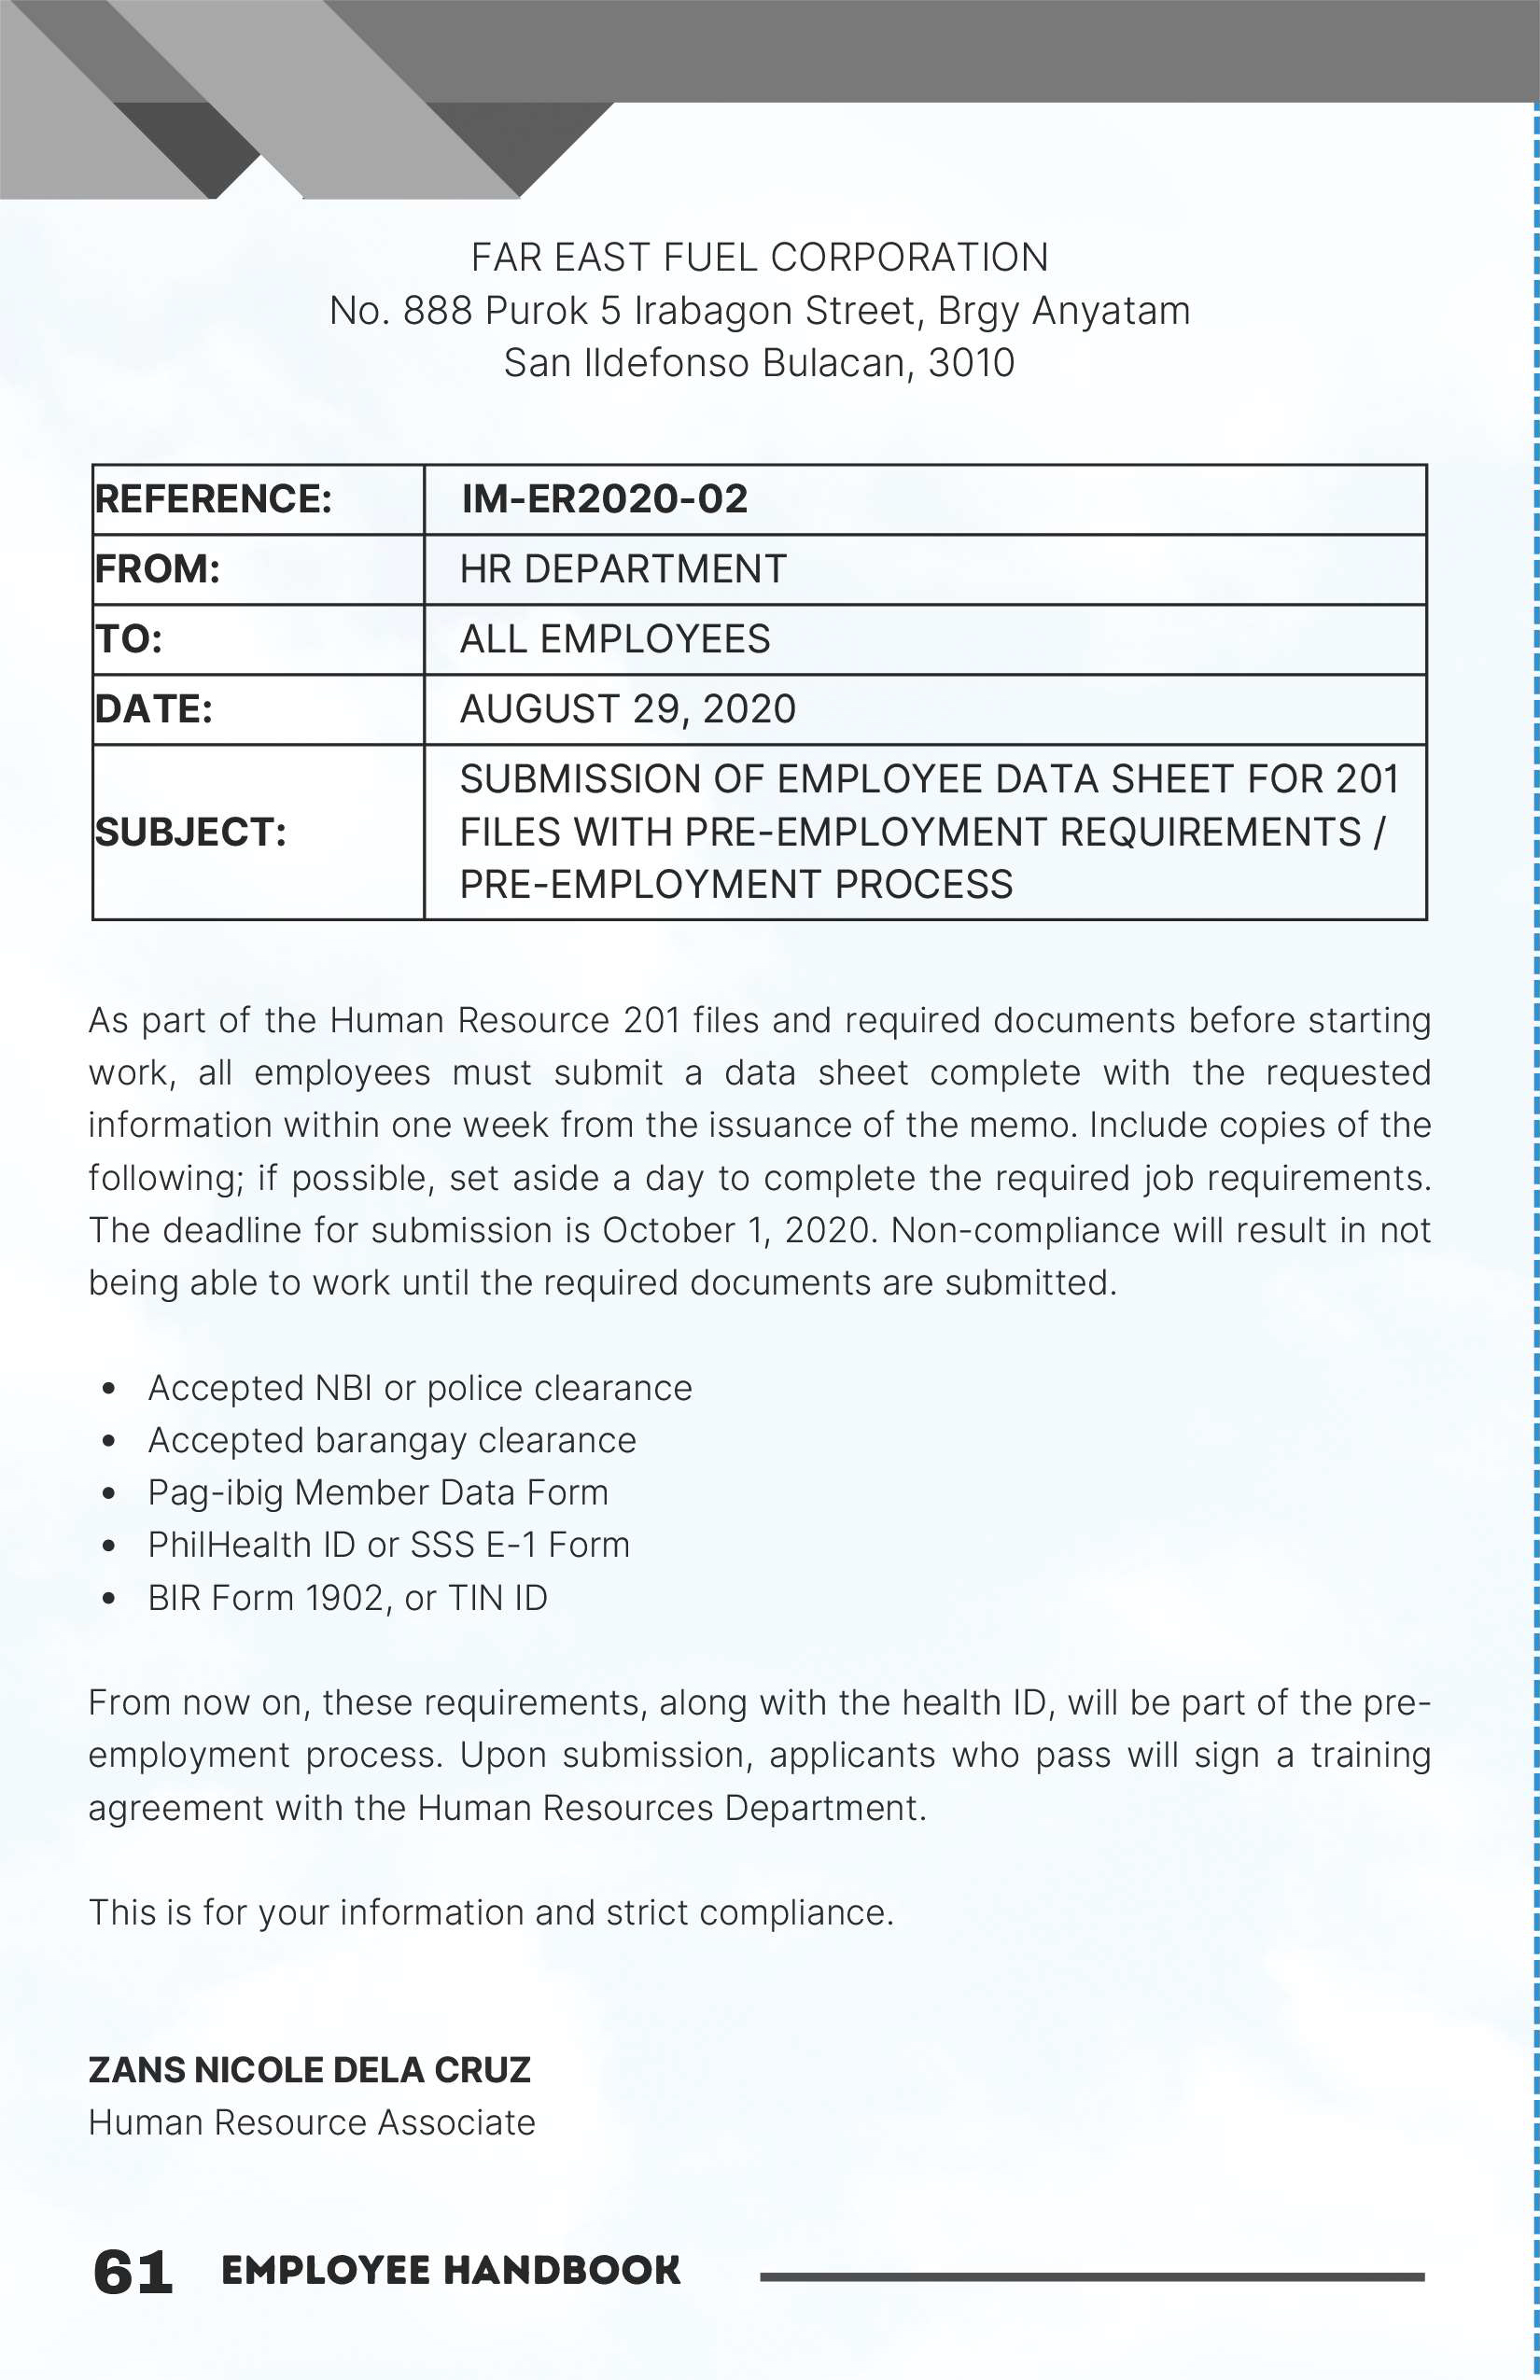 FAR EAST FUEL CORPORATION
No. 888 Purok 5 Irabagon Street, Brgy Anyatam
San Ildefonso Bulacan, 3010
REFERENCE: IM-ER2020-02
FROM: HR DEPARTMENT
TO: ALL EMPLOYEES
DATE: AUGUST 29, 2020
SUBJECT: SUBMISSION OF EMPLOYEE DATA SHEET FOR 201
FILES WITH PRE-EMPLOYMENT REQUIREMENTS /
PRE-EMPLOYMENT PROCESS
As part of the Human Resource 201 files and required documents before starting
work, all employees must submit a data sheet complete with the requested
information within one week from the issuance of the memo. Include copies of the
following; if possible, set aside a day to complete the required job requirements.
The deadline for submission is October 1, 2020. Non-compliance will result in not
being able to work until the required documents are submitted.
• Accepted NBI or police clearance
• Accepted barangay clearance
• Pag-ibig Member Data Form
• PhilHealth ID or SSS E-1 Form
• BIR Form 1902, or TIN ID
From now on, these requirements, along with the health ID, will be part of the pre-
employment process. Upon submission, applicants who pass will sign a training
agreement with the Human Resources Department.
This is for your information and strict compliance.
ZANS NICOLE DELA CRUZ
Human Resource Associate
61 EMPLOYEE HANDBOOK